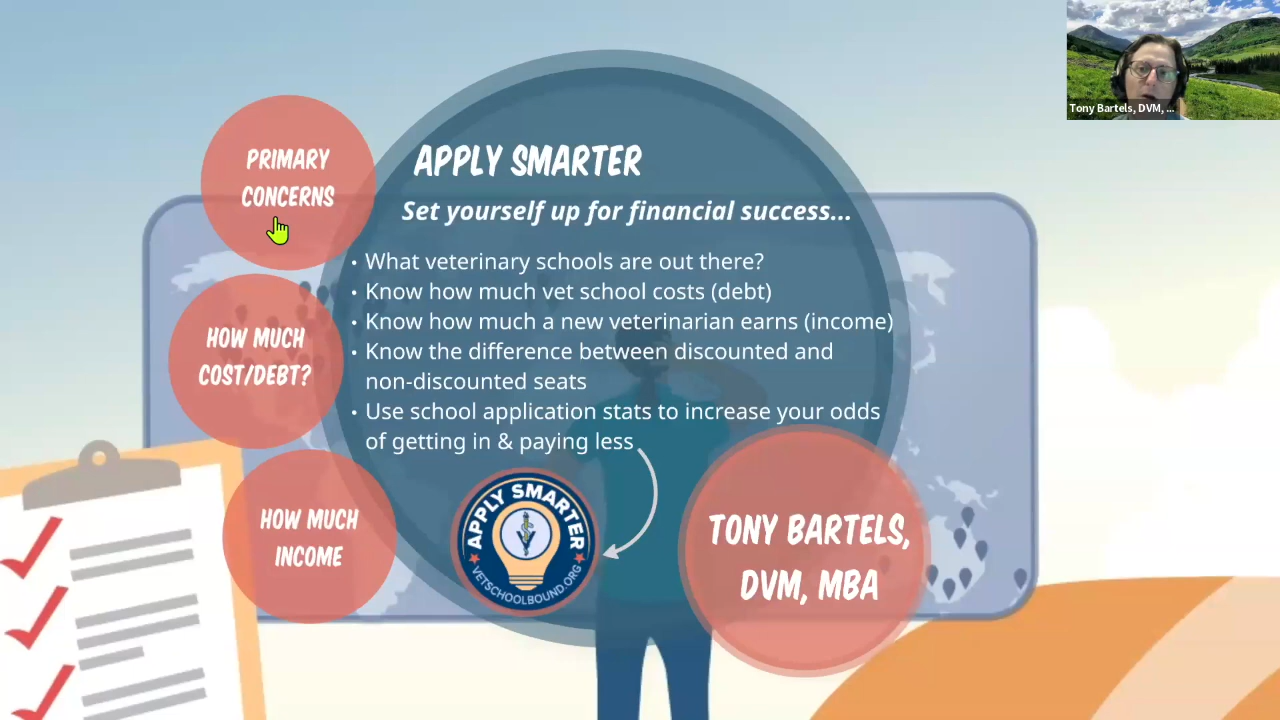 Tony Bartels, DVM, ...
PRIMARY
CONCERNS
HOW MUCH
COST/DEBT?
HOW MUCH
INCOME
APPLY SMARTER
Set yourself up for financial success...
• What veterinary schools are out there?
• Know how much vet school costs (debt)
• Know how much a new veterinarian earns (income)
• Know the difference between discounted and
non-discounted seats
• Use school application stats to increase your odds
of getting in & paying less
APPLY SMARTER
VETSCHOOLBOUND.ORG
TONY BARTELS,
DVM, MBA